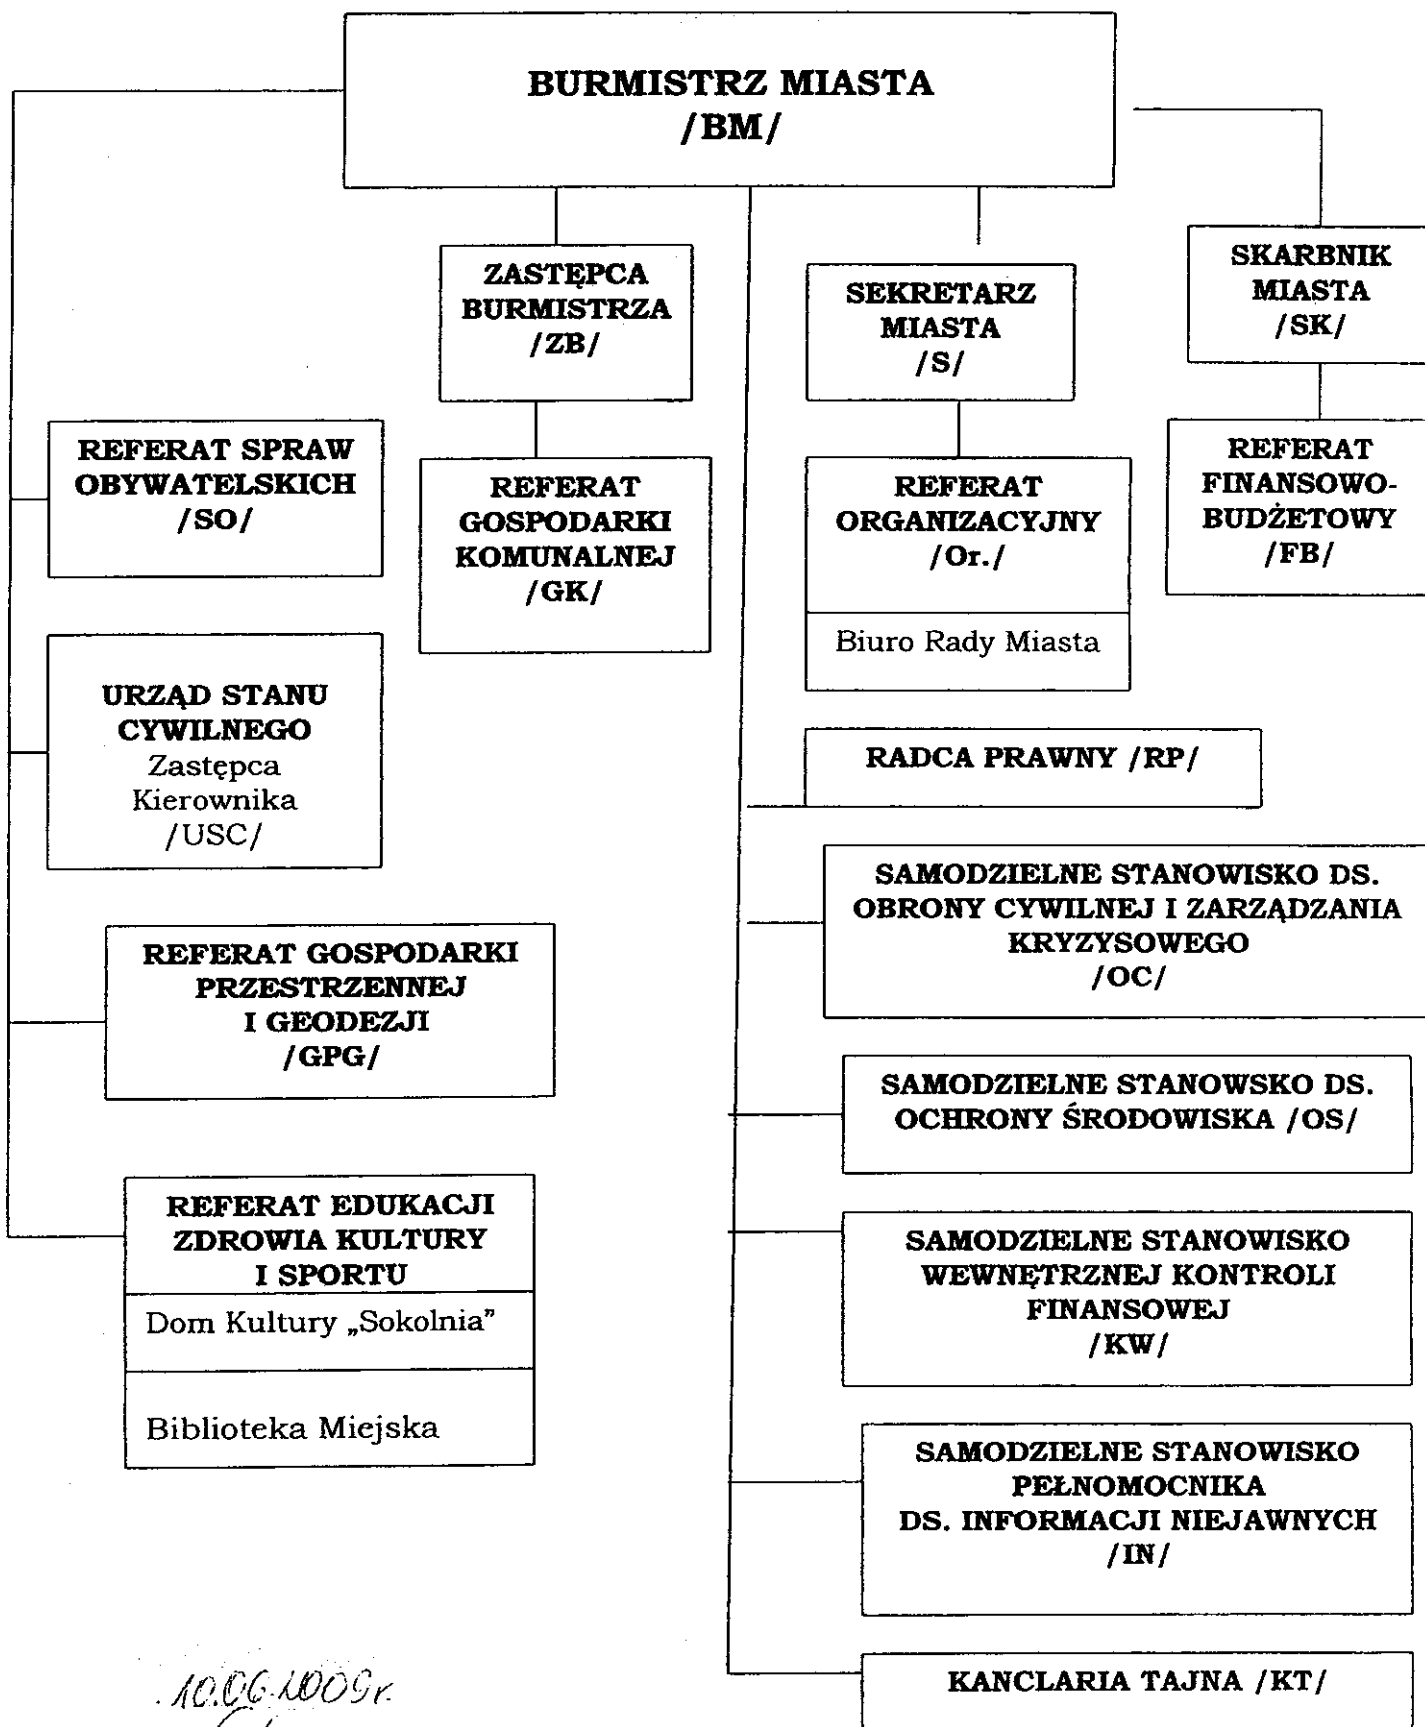 BURMISTRZ MIASTA
/BM/
ZASTĘPCA
BURMISTRZA
/ZB/
SEKRETARZ
MIASTA
/S/
SKARBNIK
MIASTA
/SK/
REFERAT SPRAW
OBYWATELSKICH
/SO/
REFERAT
GOSPODARKI
KOMUNALNEJ
/GK/
REFERAT
ORGANIZACYJNY
/Or./
Biuro Rady Miasta
REFERAT
FINANSOWO-
BUDŻETOWY
/FB/
URZĄD STANU
CYWILNEGO
Zastępca
Kierownika
/USC/
RADCA PRAWNY /RP/
SAMODZIELNE STANOWISKO DS.
OBRONY CYWILNEJ I ZARZĄDZANIA
KRYZYSOWEGO
/OC/
REFERAT GOSPODARKI
PRZESTRZENNEJ
I GEODEZJI
/GPG/
SAMODZIELNE STANOWSKO DS.
OCHRONY ŚRODOWISKA /OS/
REFERAT EDUKACJI
ZDROWIA KULTURY
I SPORTU
Dom Kultury „Sokolnia”
Biblioteka Miejska
SAMODZIELNE STANOWISKO
WEWNĘTRZNEJ KONTROLI
FINANSOWEJ
/KW/
SAMODZIELNE STANOWISKO
PEŁNOMOCNIKA
DS. INFORMACJI NIEJAWNYCH
/IN/
KANCLARIA TAJNA /KT/
10.06.2009r.